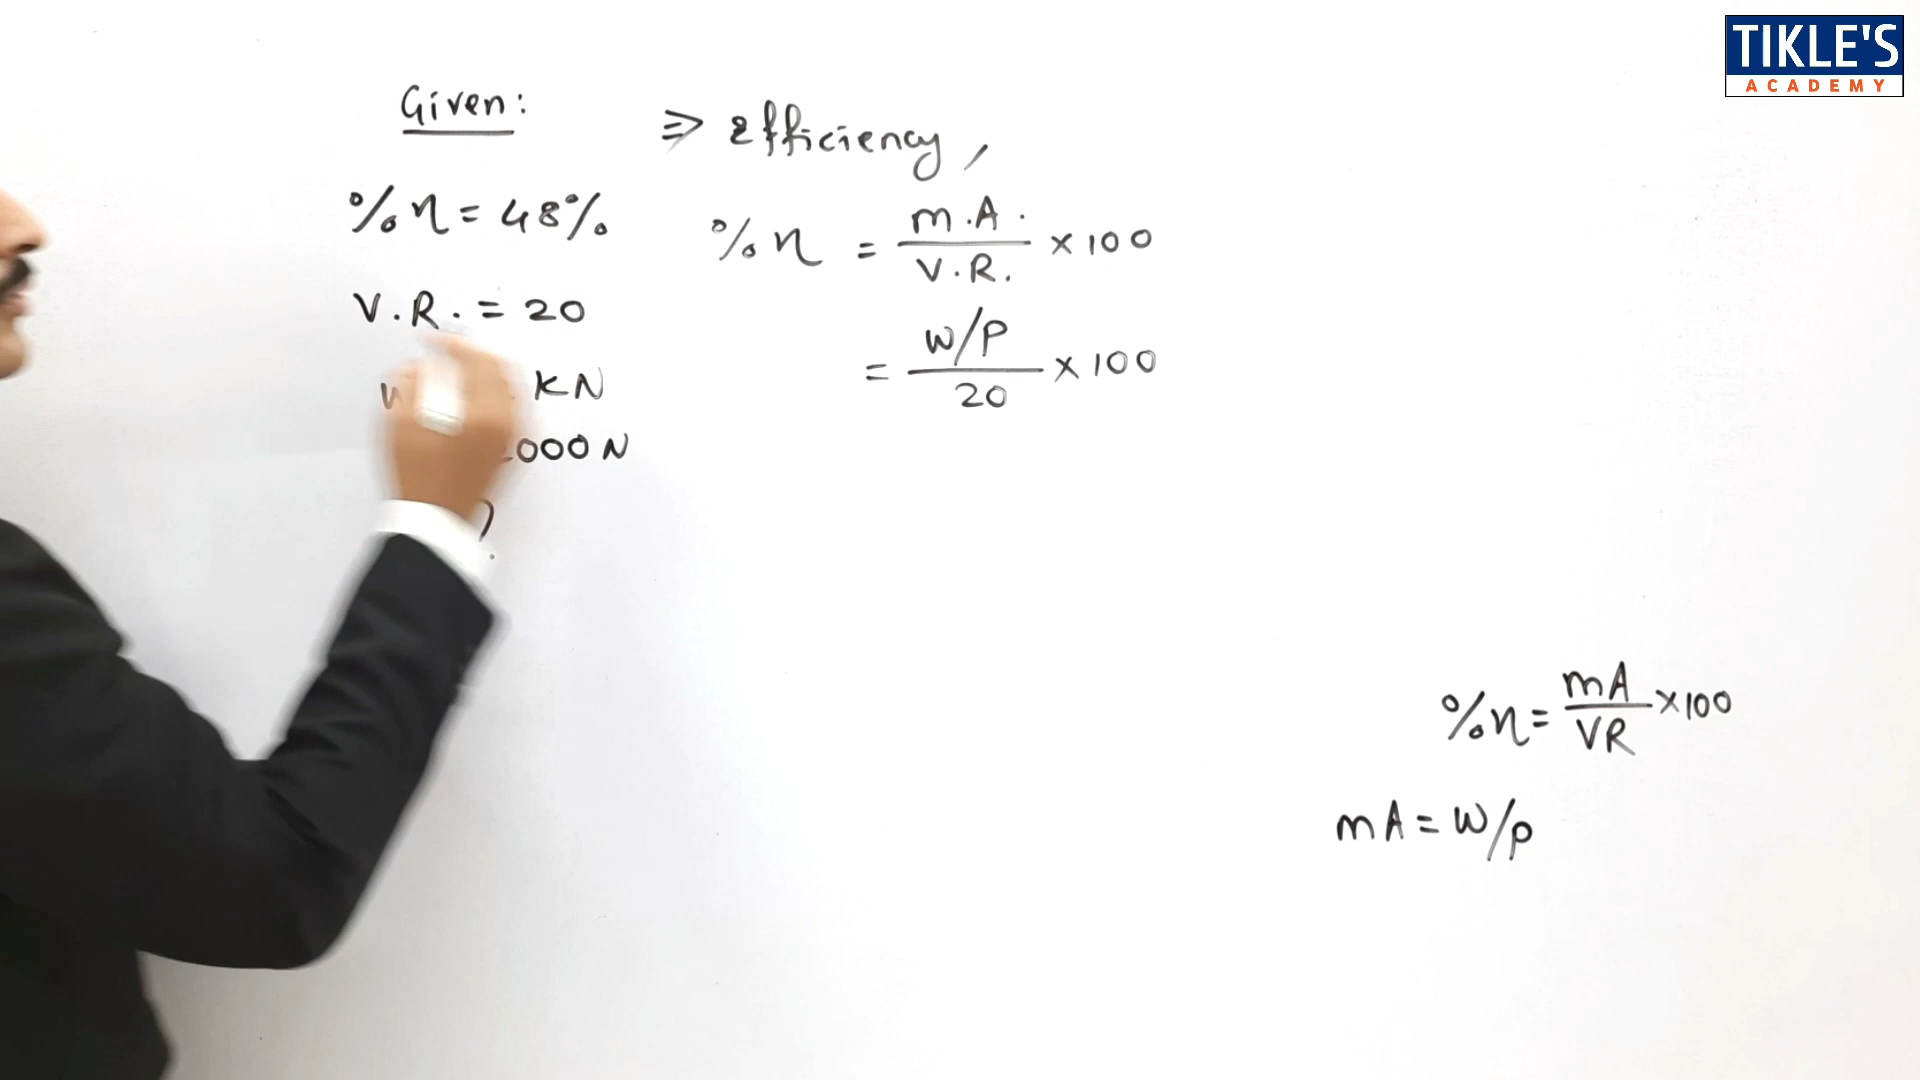 TIKLE'S
ACADEMY
Given:
%η = 48%
V.R. = 20
KN
000 N
?
⇒ Efficiency,
%η = M.A. / V.R. × 100
= W/P / 20 × 100
%η = MA / VR × 100
MA = W/P